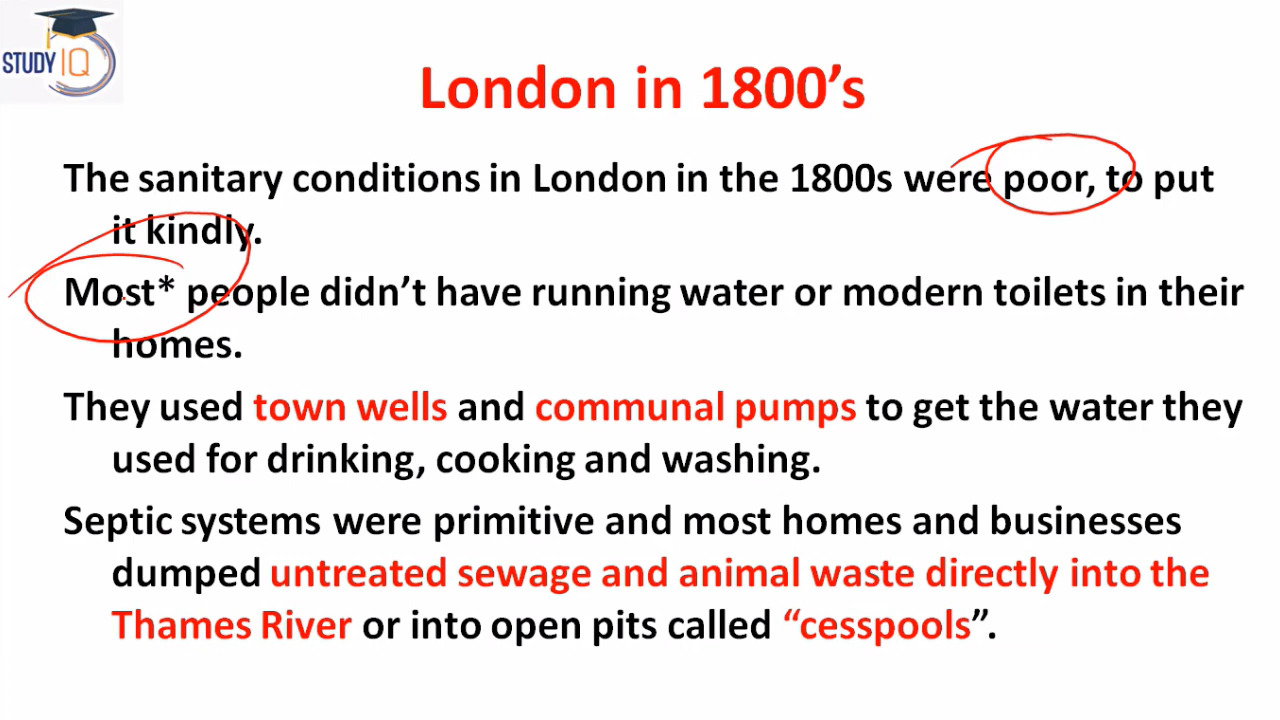 STUDY IQ
London in 1800’s
The sanitary conditions in London in the 1800s were poor, to put
it kindly.
Most* people didn’t have running water or modern toilets in their
homes.
They used town wells and communal pumps to get the water they
used for drinking, cooking and washing.
Septic systems were primitive and most homes and businesses
dumped untreated sewage and animal waste directly into the
Thames River or into open pits called “cesspools”.